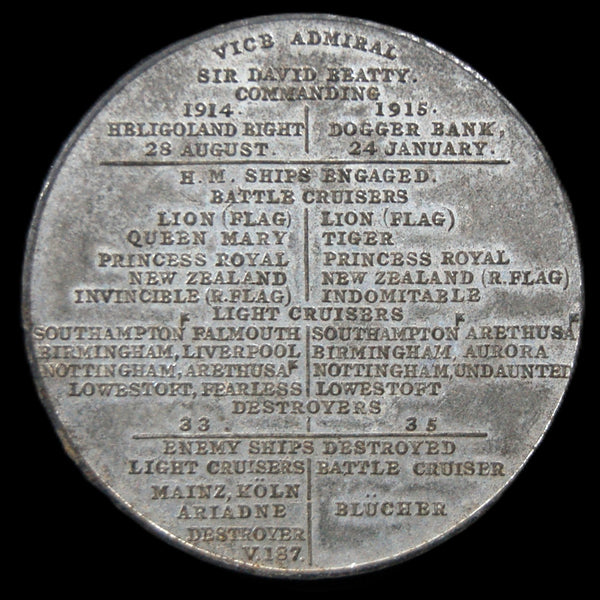 VICE ADMIRAL
SIR DAVID BEATTY.
COMMANDING
1914. 1915.
HELIGOLAND BIGHT DOGGER BANK,
28 AUGUST. 24 JANUARY.
H.M. SHIPS ENGAGED.
BATTLE CRUISERS
LION (FLAG) LION (FLAG)
QUEEN MARY TIGER
PRINCESS ROYAL PRINCESS ROYAL
NEW ZEALAND NEW ZEALAND (R.FLAG)
INVINCIBLE (R.FLAG) INDOMITABLE
LIGHT CRUISERS
SOUTHAMPTON FALMOUTH SOUTHAMPTON ARETHUSA
BIRMINGHAM, LIVERPOOL BIRMINGHAM, AURORA
NOTTINGHAM, ARETHUSA NOTTINGHAM, UNDAUNTED
LOWESTOFT, FEARLESS LOWESTOFT
DESTROYERS
33. 35
ENEMY SHIPS DESTROYED
LIGHT CRUISERS BATTLE CRUISER
MAINZ, KÖLN
ARIADNE BLÜCHER
DESTROYER
V.187.